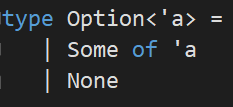 type Option<'a> =
| Some of 'a
| None